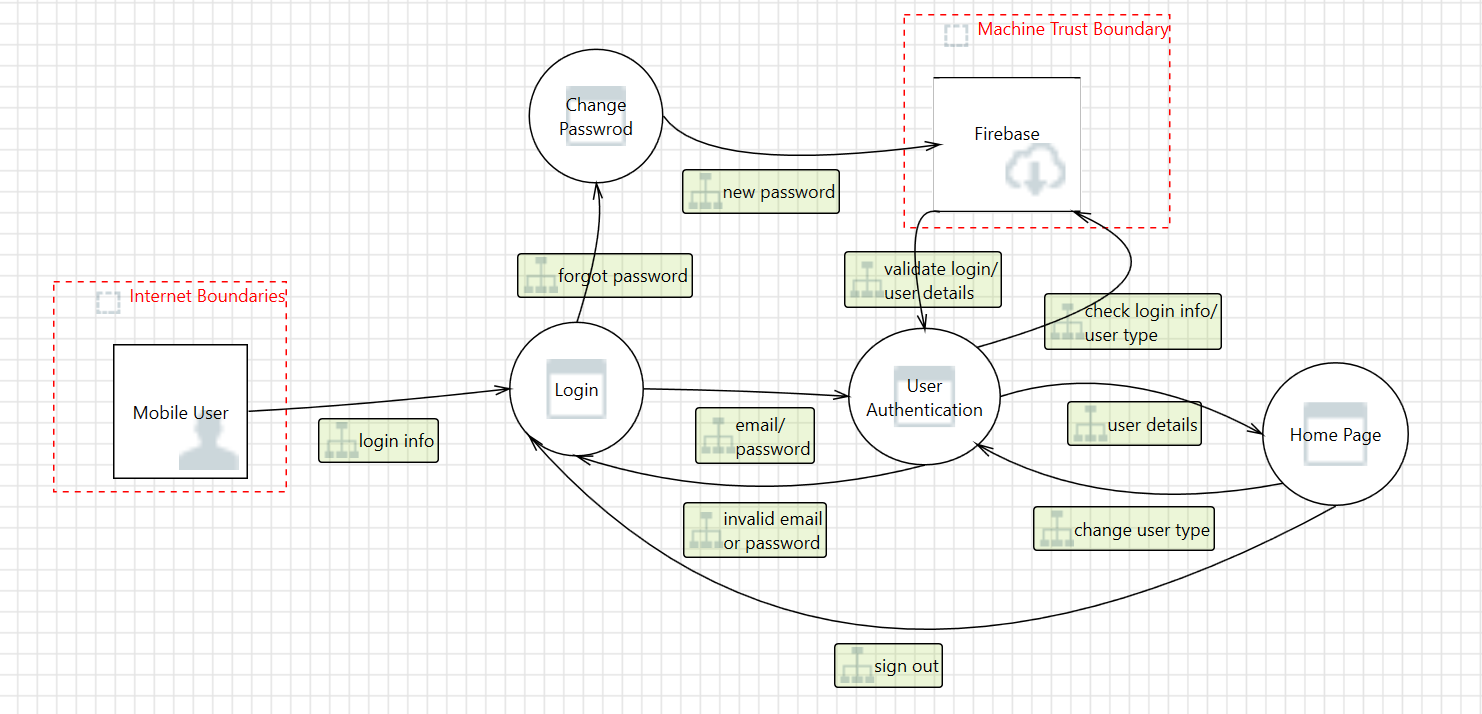 Machine Trust Boundary
Change
Passwrod
Firebase
new password
forgot password
validate login/
user details
Internet Boundaries
check login info/
user type
Mobile User
login info
Login
email/
password
User
Authentication
user details
Home Page
invalid email
or password
change user type
sign out